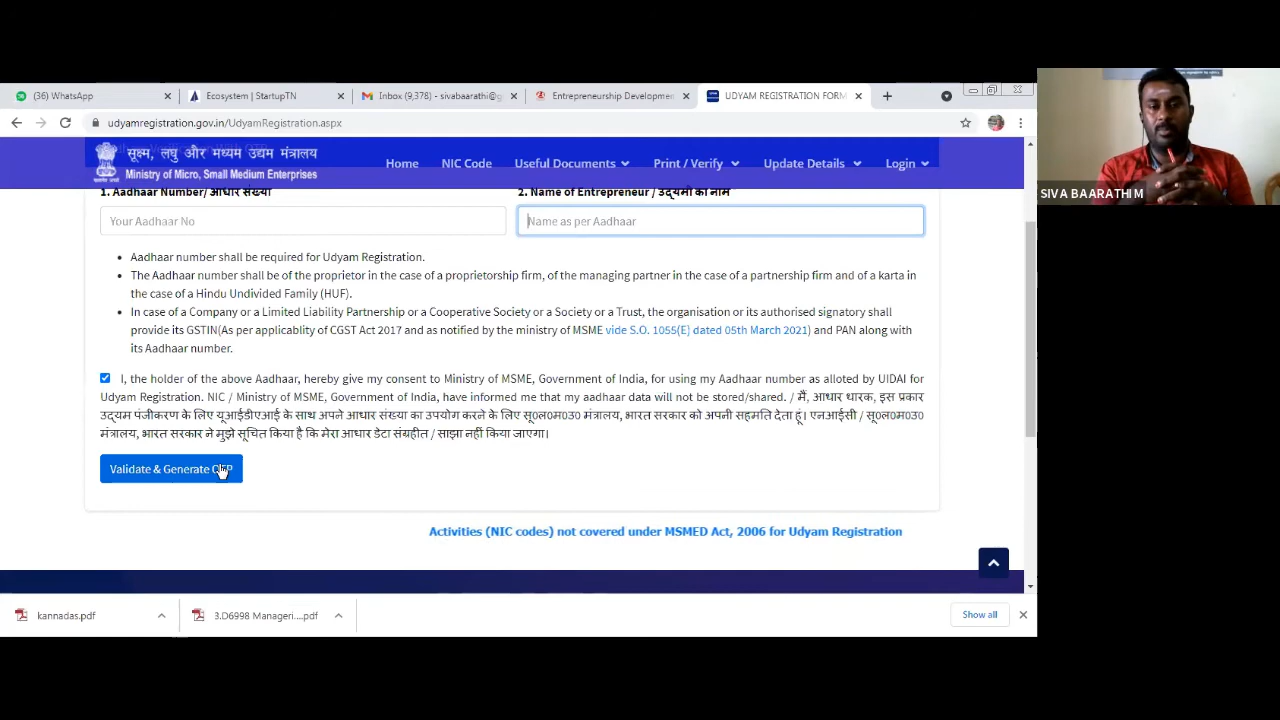 (36) WhatsApp
Ecosystem | StartupTN
Inbox (9,378) - sivabaarathi@g
Entrepreneurship Developmen
UDYAM REGISTRATION FORM
udyamregistration.gov.in/UdyamRegistration.aspx
सूक्ष्म, लघु और मध्यम उद्यम मंत्रालय
Ministry of Micro, Small Medium Enterprises
Home
NIC Code
Useful Documents
Print / Verify
Update Details
Login
SIVA BAARATHI M
1. Aadhaar Number/ आधार संख्या
2. Name of Entrepreneur / उद्यमी का नाम
Your Aadhaar No
Name as per Aadhaar
• Aadhaar number shall be required for Udyam Registration.
• The Aadhaar number shall be of the proprietor in the case of a proprietorship firm, of the managing partner in the case of a partnership firm and of a karta in
the case of a Hindu Undivided Family (HUF).
• In case of a Company or a Limited Liability Partnership or a Cooperative Society or a Society or a Trust, the organisation or its authorised signatory shall
provide its GSTIN(As per applicablity of CGST Act 2017 and as notified by the ministry of MSME vide S.O. 1055(E) dated 05th March 2021) and PAN along with
its Aadhaar number.
I, the holder of the above Aadhaar, hereby give my consent to Ministry of MSME, Government of India, for using my Aadhaar number as alloted by UIDAI for
Udyam Registration. NIC / Ministry of MSME, Government of India, have informed me that my aadhaar data will not be stored/shared. / मैं, आधार धारक, इस प्रकार
उद्यम पंजीकरण के लिए यूआईडीएआई के साथ अपने आधार संख्या का उपयोग करने के लिए सू0ल0म0उ0 मंत्रालय, भारत सरकार को अपनी सहमति देता हूं। एनआईसी / सू0ल0म0उ0
मंत्रालय, भारत सरकार ने मुझे सूचित किया है कि मेरा आधार डेटा संग्रहीत / साझा नहीं किया जाएगा।
Validate & Generate OTP
Activities (NIC codes) not covered under MSMED Act, 2006 for Udyam Registration
kannadas.pdf
3.D6998 Manageri....pdf
Show all